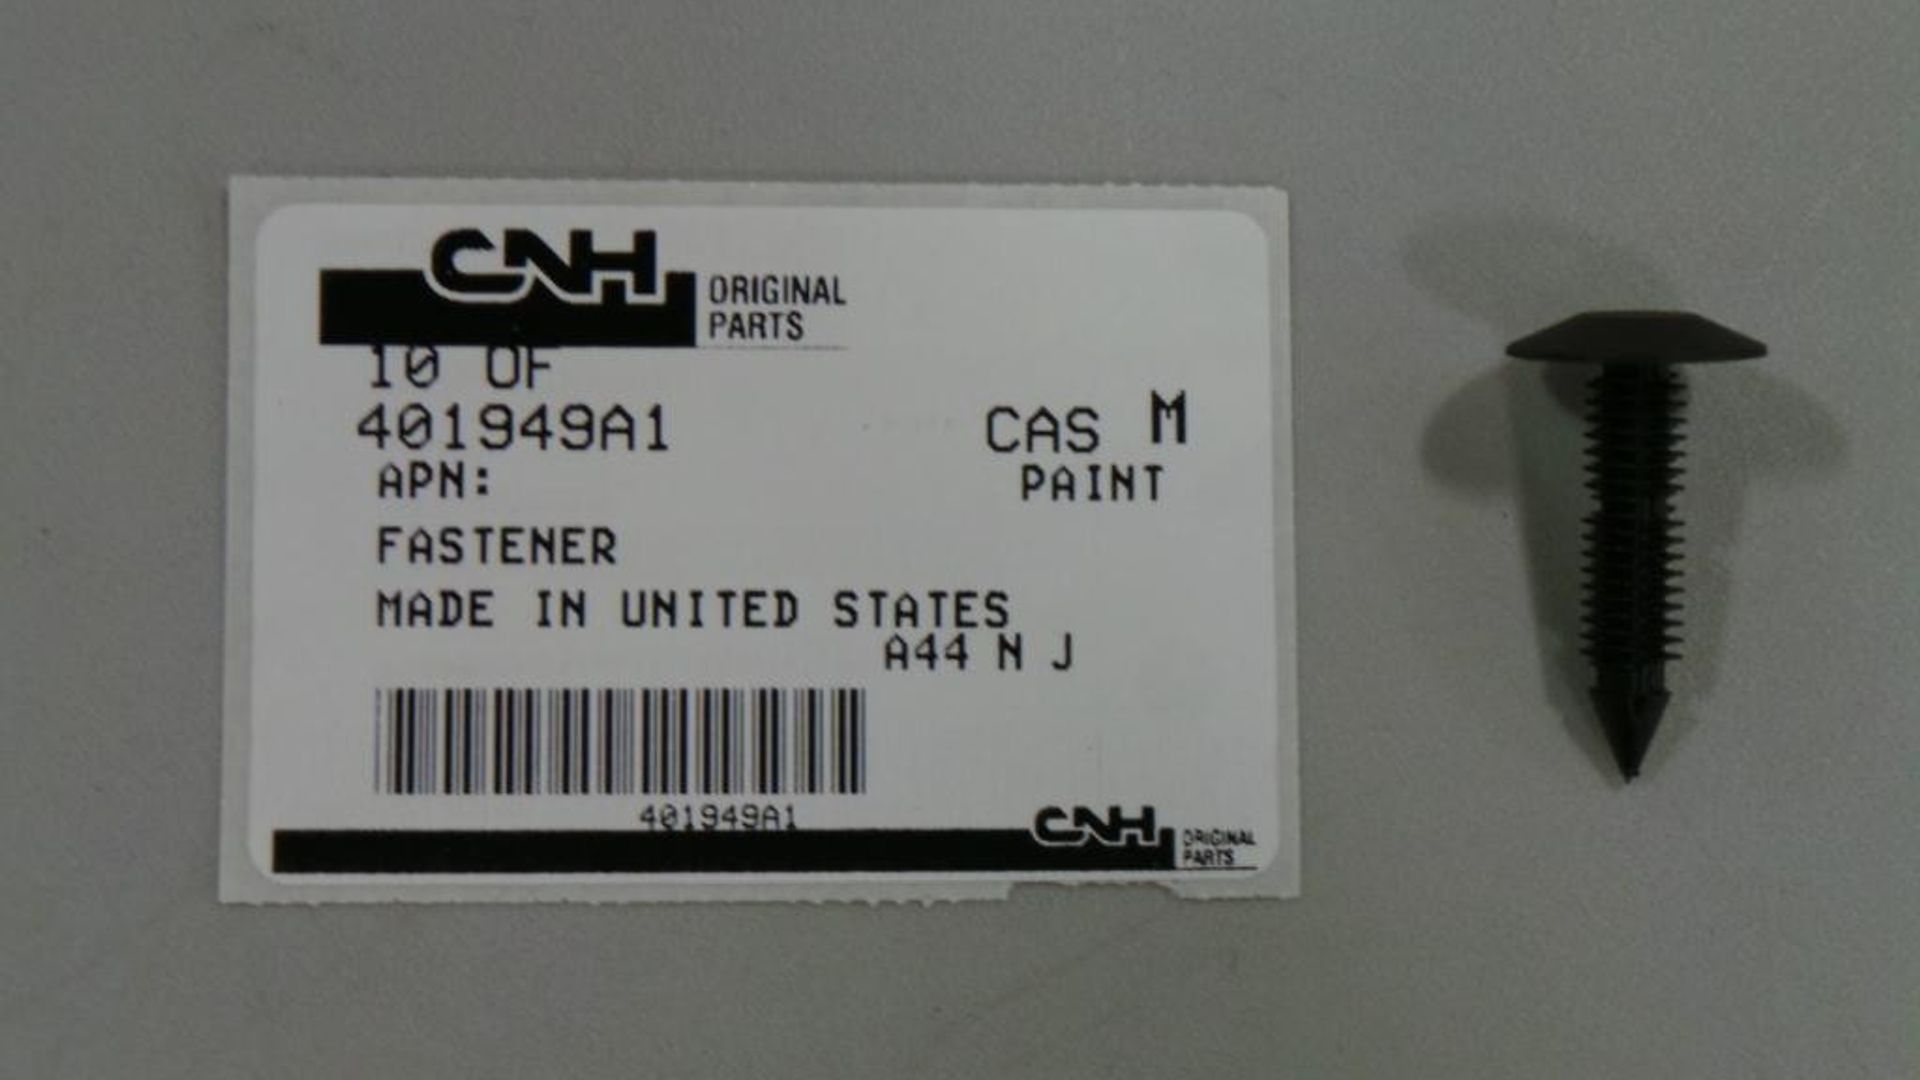 CNH ORIGINAL
PARTS
10 OF
401949A1
CAS M
APN:
PAINT
FASTENER
MADE IN UNITED STATES
A44 N J
401949A1
CNH ORIGINAL
PARTS